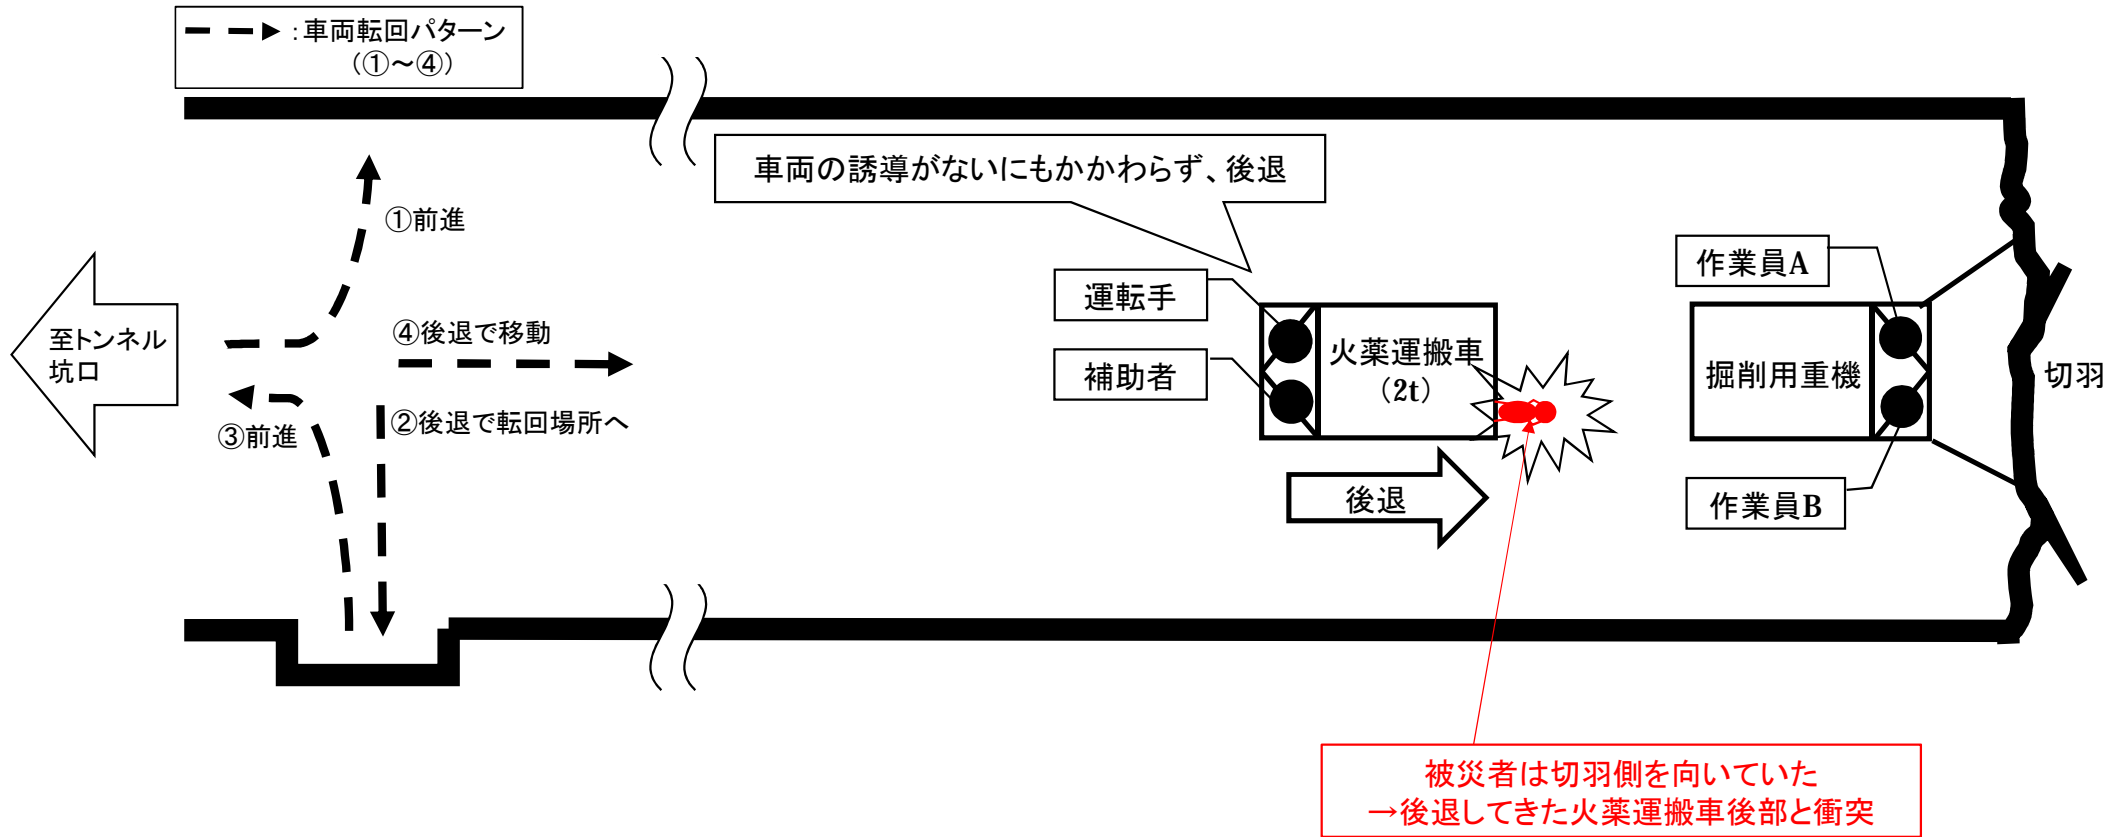 :車両転回パターン
(①～④)
車両の誘導がないにもかかわらず、後退
①前進
作業員A
運転手
④後退で移動
至トンネル
坑口
火薬運搬車
(2t)
補助者
掘削用重機
切羽
②後退で転回場所へ
③前進
後退
作業員B
被災者は切羽側を向いていた
→後退してきた火薬運搬車後部と衝突